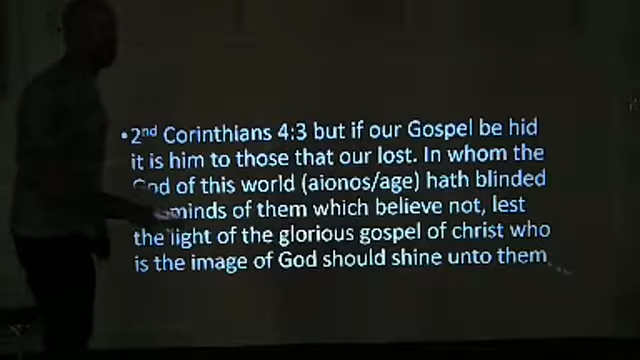 •2nd Corinthians 4:3 but if our Gospel be hid
it is him to those that our lost. In whom the
God of this world (aionos/age) hath blinded
minds of them which believe not, lest
the light of the glorious gospel of christ who
is the image of God should shine unto them